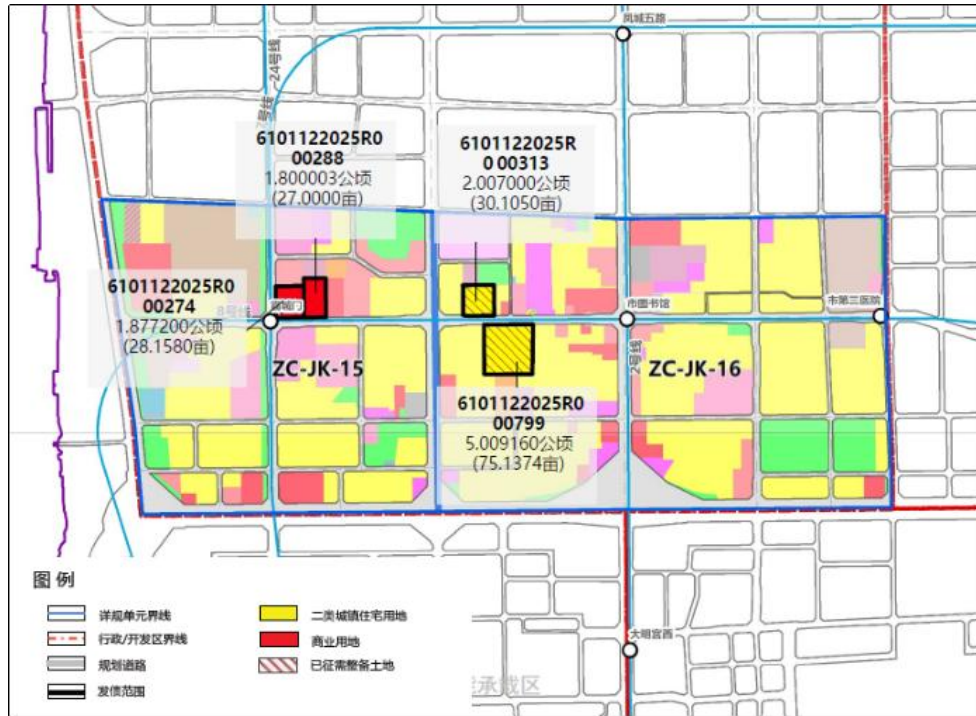 凤城五路
24号线
6101122025R0
00288
1.800003公顷
(27.0000亩)
6101122025R
0 00313
2.007000公顷
(30.1050亩)
6101122025R0
00274
1.877200公顷
(28.1580亩)
8号线
市图书馆
市第三医院
ZC-JK-15
2号线
ZC-JK-16
6101122025R0
00799
5.009160公顷
(75.1374亩)
大明宫西
图 例
详规单元界线
行政/开发区界线
规划道路
发债范围
二类城镇住宅用地
商业用地
已征需整备土地
承载区